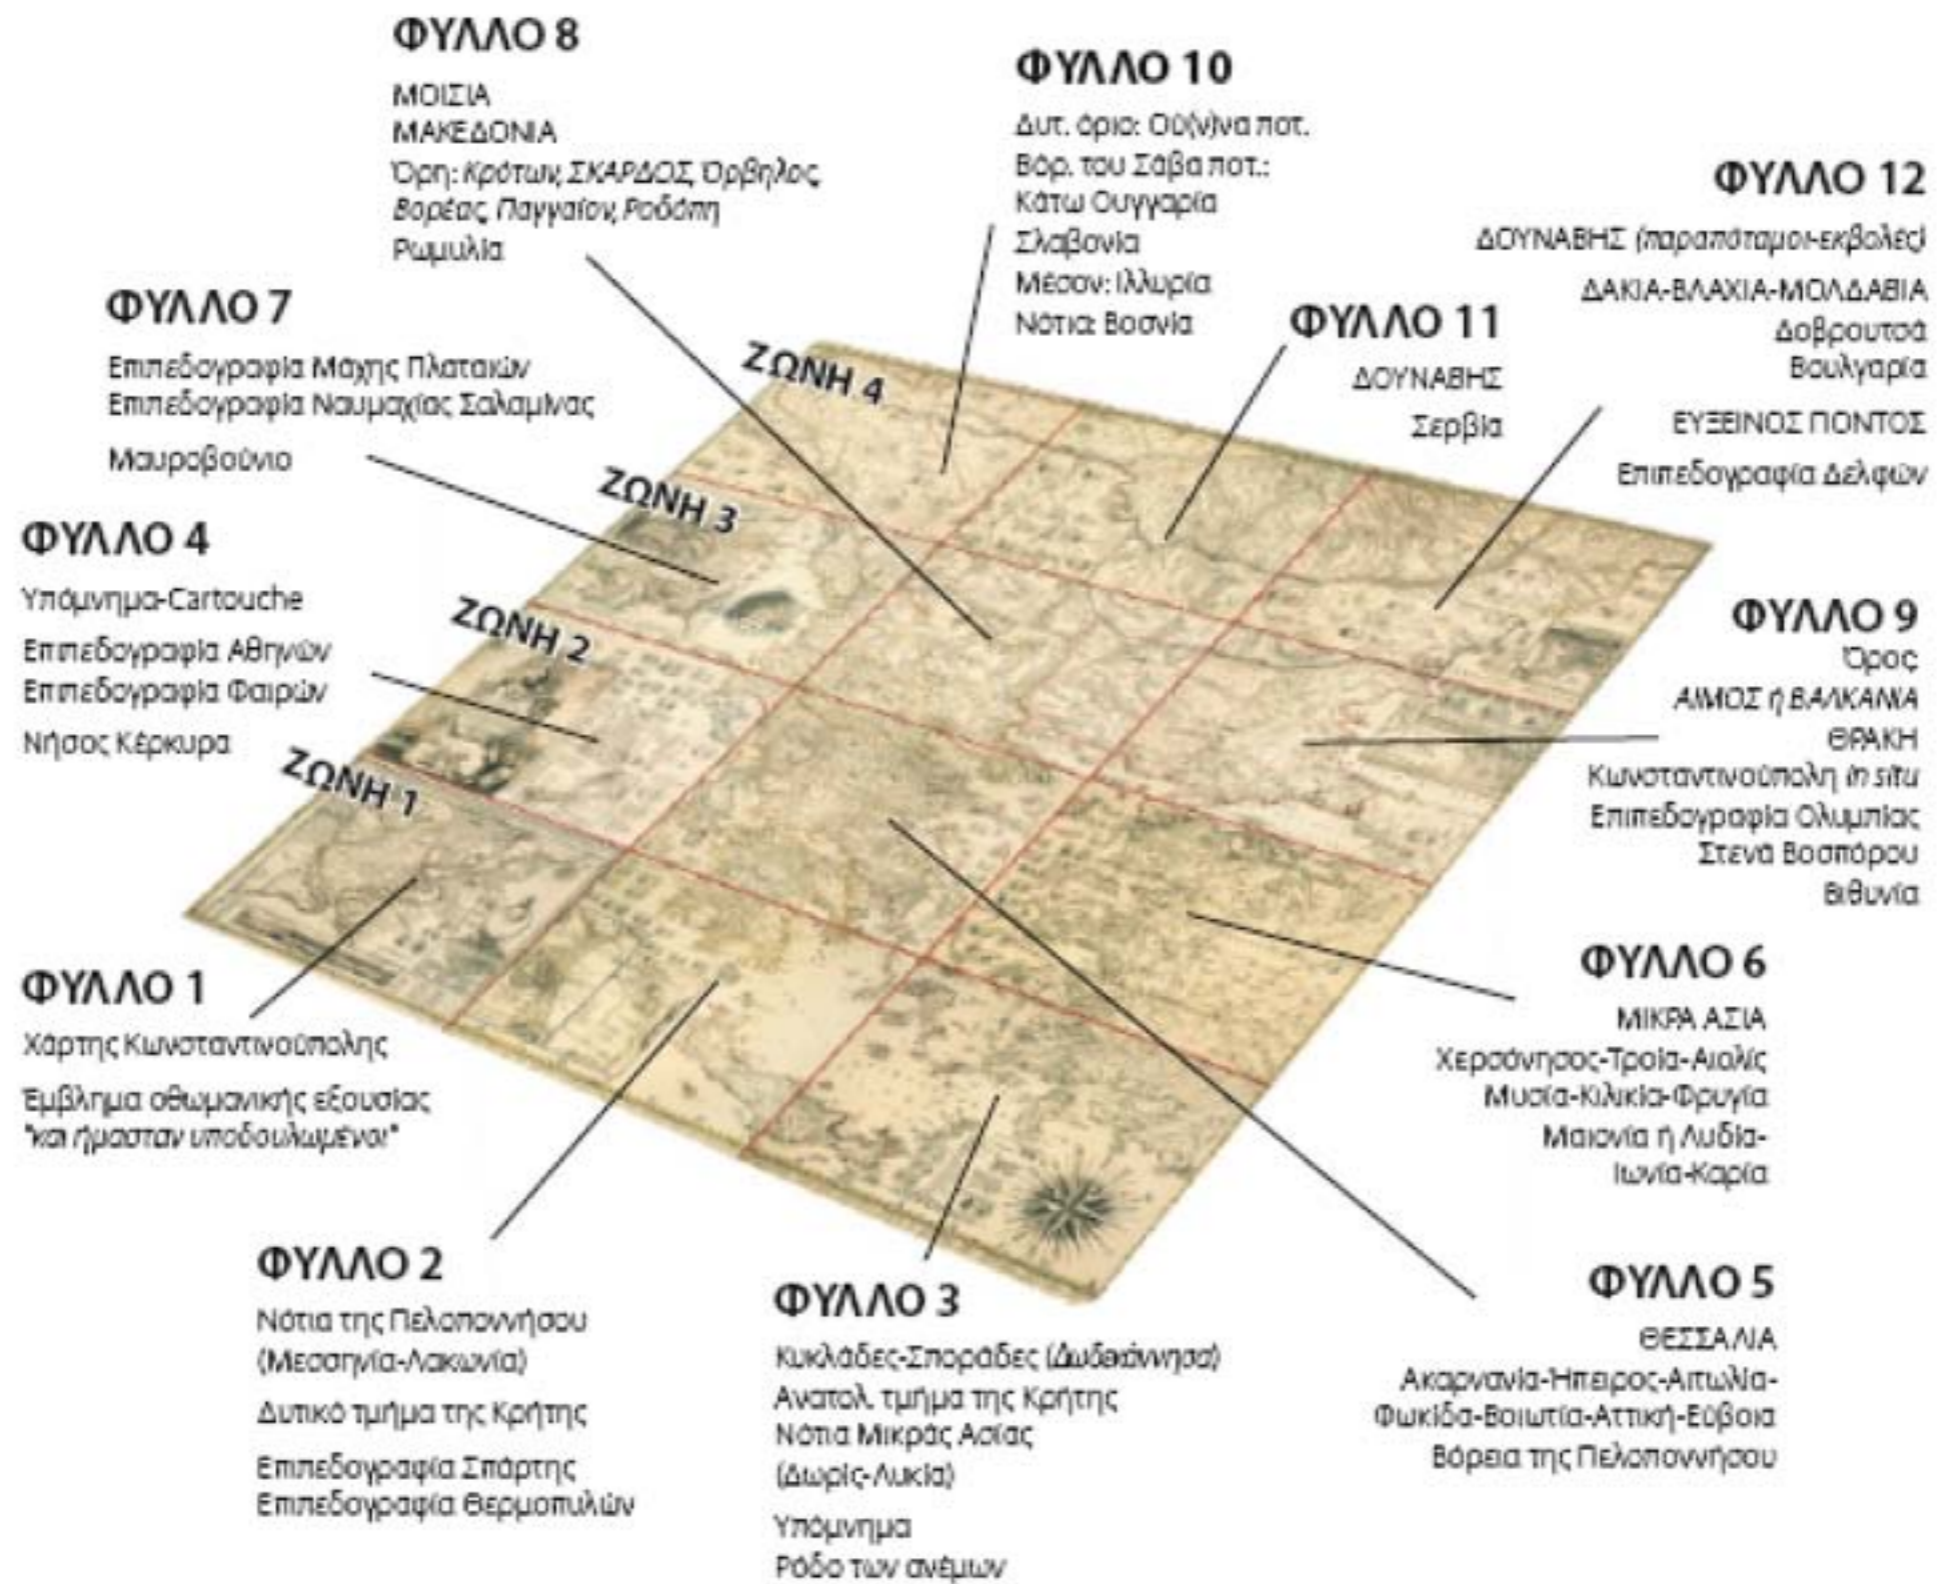 ΦΥΛΛΟ 8
ΜΟΙΣΙΑ
ΜΑΚΕΔΟΝΙΑ
Όρη: Κρότων, ΣΚΑΡΔΟΣ, Όρβηλος,
Βορέας, Παγγαίον, Ροδόπη
Ρωμυλία
ΦΥΛΛΟ 10
Δυτ. όριο: Ού(ν)να ποτ.
Βόρ. του Σάβα ποτ.:
Κάτω Ουγγαρία
Σλαβονία
Μέσον: Ιλλυρία
Νότια: Βοσνία
ΦΥΛΛΟ 12
ΔΟΥΝΑΒΗΣ (παραπόταμοι-εκβολές)
ΔΑΚΙΑ-ΒΛΑΧΙΑ-ΜΟΛΔΑΒΙΑ
Δοβρουτσά
Βουλγαρία
ΕΥΞΕΙΝΟΣ ΠΟΝΤΟΣ
Επιπεδογραφία Δελφών
ΦΥΛΛΟ 7
Επιπεδογραφία Μάχης Πλαταιών
Επιπεδογραφία Ναυμαχίας Σαλαμίνας
Μαυροβούνιο
ΦΥΛΛΟ 11
ΔΟΥΝΑΒΗΣ
Σερβία
ΖΩΝΗ 4
ΖΩΝΗ 3
ΖΩΝΗ 2
ΖΩΝΗ 1
ΦΥΛΛΟ 4
Υπόμνημα-Cartouche
Επιπεδογραφία Αθηνών
Επιπεδογραφία Φαιρών
Νήσος Κέρκυρα
ΦΥΛΛΟ 9
Όρος
ΑΙΜΟΣ ή ΒΑΛΚΑΝΙΑ
ΘΡΑΚΗ
Κωνσταντινούπολη in situ
Επιπεδογραφία Ολυμπίας
Στενά Βοσπόρου
Βιθυνία
ΦΥΛΛΟ 1
Χάρτης Κωνσταντινούπολης
Έμβλημα οθωμανικής εξουσίας
"και ήμασταν υποδουλωμένοι"
ΦΥΛΛΟ 6
ΜΙΚΡΑ ΑΣΙΑ
Χερσόνησος-Τροία-Αιολίς
Μυσία-Κιλικία-Φρυγία
Μαιονία ή Λυδία-
Ιωνία-Καρία
ΦΥΛΛΟ 2
Νότια της Πελοποννήσου
(Μεσσηνία-Λακωνία)
Δυτικό τμήμα της Κρήτης
Επιπεδογραφία Σπάρτης
Επιπεδογραφία Θερμοπυλών
ΦΥΛΛΟ 3
Κυκλάδες-Σποράδες (Δωδεκάννησα)
Ανατολ. τμήμα της Κρήτης
Νότια Μικράς Ασίας
(Δωρίς-Λυκία)
Υπόμνημα
Ρόδο των ανέμων
ΦΥΛΛΟ 5
ΘΕΣΣΑΛΙΑ
Ακαρνανία-Ήπειρος-Αιτωλία-
Φωκίδα-Βοιωτία-Αττική-Εύβοια
Βόρεια της Πελοποννήσου